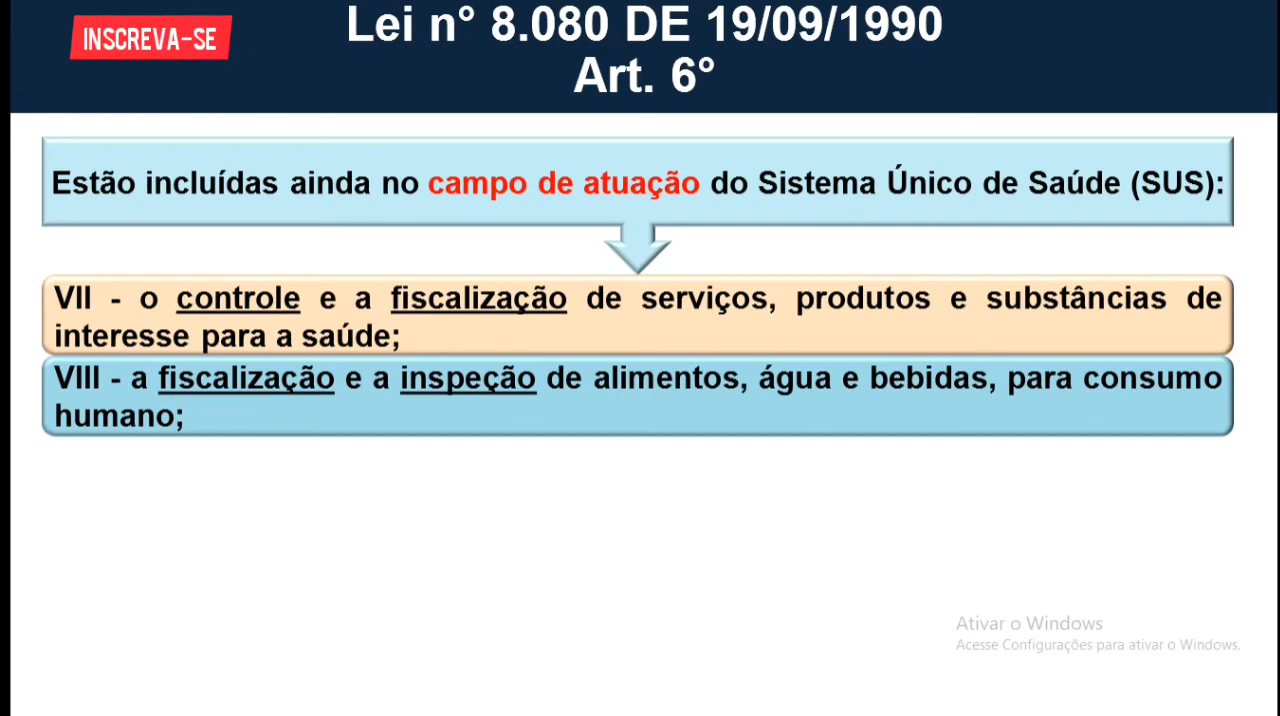 INSCREVA-SE
Lei n° 8.080 DE 19/09/1990
Art. 6°
Estão incluídas ainda no campo de atuação do Sistema Único de Saúde (SUS):
VII - o controle e a fiscalização de serviços, produtos e substâncias de
interesse para a saúde;
VIII - a fiscalização e a inspeção de alimentos, água e bebidas, para consumo
humano;
Ativar o Windows
Acesse Configurações para ativar o Windows.